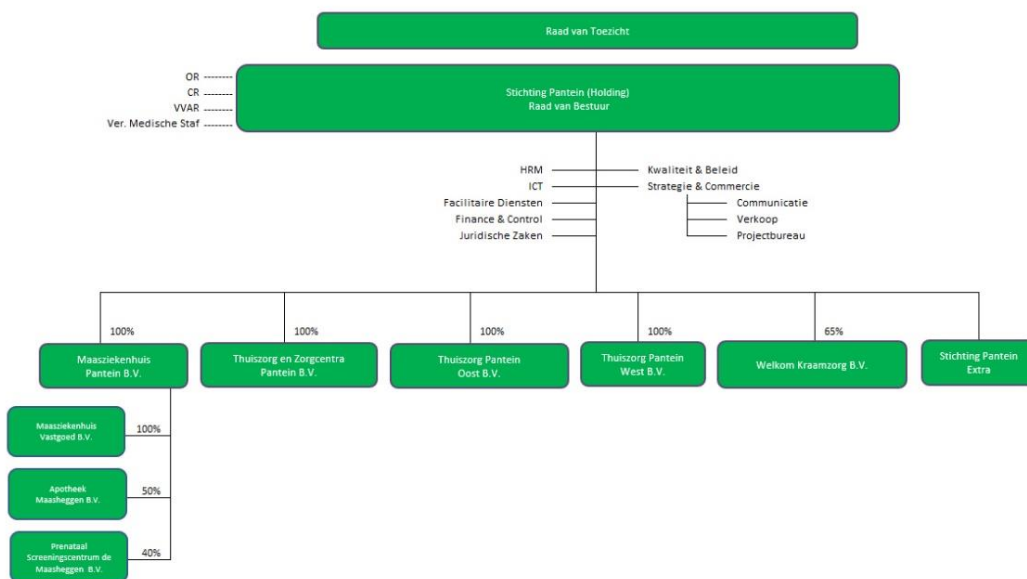 Raad van Toezicht
OR
CR
VVAR
Ver. Medische Staf
Stichting Pantein (Holding)
Raad van Bestuur
HRM
ICT
Facilitaire Diensten
Finance & Control
Juridische Zaken
Kwaliteit & Beleid
Strategie & Commercie
Communicatie
Verkoop
Projectbureau
100%
100%
100%
100%
65%
Maasziekenhuis
Pantein B.V.
Thuiszorg en Zorgcentra
Pantein B.V.
Thuiszorg Pantein
Oost B.V.
Thuiszorg Pantein
West B.V.
Welkom Kraamzorg B.V.
Stichting Pantein
Extra
Maasziekenhuis
Vastgoed B.V.
100%
Apotheek
Maasheggen B.V.
50%
Prenataal
Screeningscentrum de
Maasheggen B.V.
40%